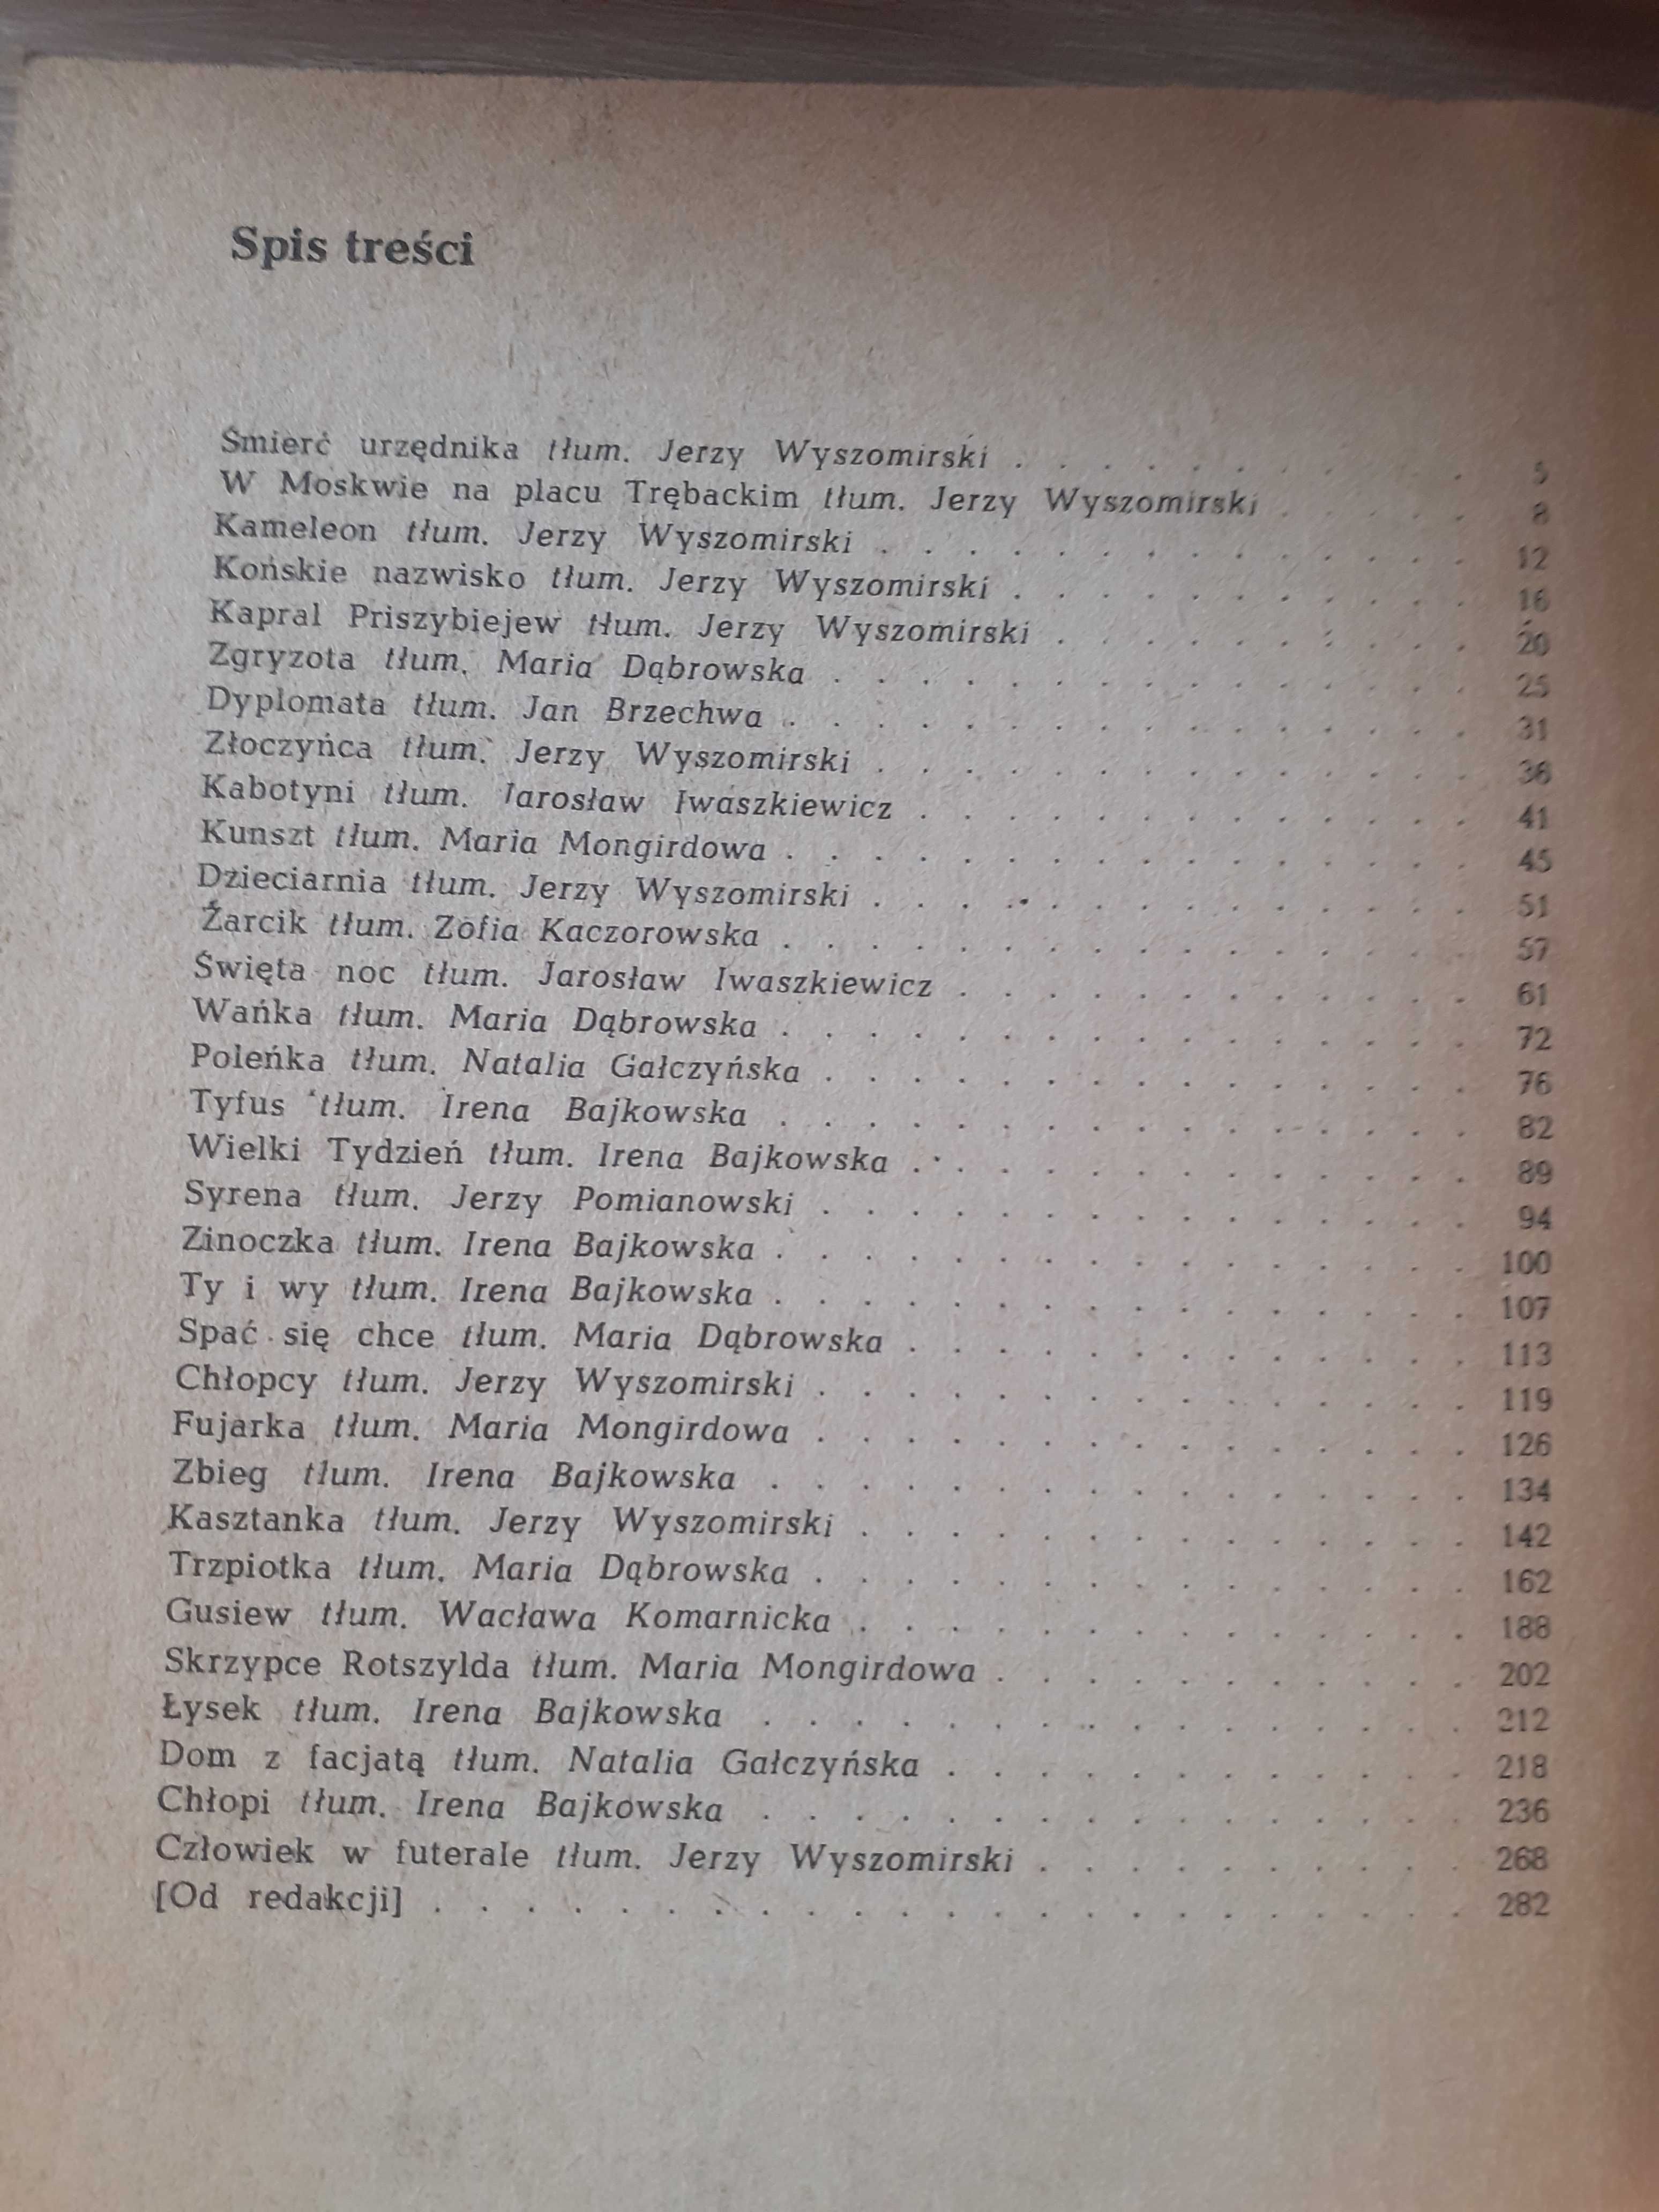 Spis treści
Śmierć urzędnika tłum. Jerzy Wyszomirski . . . . . . . . . . . 5
W Moskwie na placu Trębackim tłum. Jerzy Wyszomirski . . . . . 8
Kameleon tłum. Jerzy Wyszomirski . . . . . . . . . . . . . . 12
Końskie nazwisko tłum. Jerzy Wyszomirski . . . . . . . . . . . 16
Kapral Priszybiejew tłum. Jerzy Wyszomirski . . . . . . . . . . 20
Zgryzota tłum. Maria Dąbrowska . . . . . . . . . . . . . . . 25
Dyplomata tłum. Jan Brzechwa . . . . . . . . . . . . . . . . 31
Złoczyńca tłum. Jerzy Wyszomirski . . . . . . . . . . . . . . 36
Kabotyni tłum. Jarosław Iwaszkiewicz . . . . . . . . . . . . . 41
Kunszt tłum. Maria Mongirdowa . . . . . . . . . . . . . . . . 45
Dzieciarnia tłum. Jerzy Wyszomirski . . . . . . . . . . . . . . 51
Żarcik tłum. Zofia Kaczorowska . . . . . . . . . . . . . . . . 57
Święta noc tłum. Jarosław Iwaszkiewicz . . . . . . . . . . . . 61
Wańka tłum. Maria Dąbrowska . . . . . . . . . . . . . . . . 72
Poleńka tłum. Natalia Gałczyńska . . . . . . . . . . . . . . . 76
Tyfus tłum. Irena Bajkowska . . . . . . . . . . . . . . . . 82
Wielki Tydzień tłum. Irena Bajkowska . . . . . . . . . . . . . 89
Syrena tłum. Jerzy Pomianowski . . . . . . . . . . . . . . . 94
Zinoczka tłum. Irena Bajkowska . . . . . . . . . . . . . . . . 100
Ty i wy tłum. Irena Bajkowska . . . . . . . . . . . . . . . . 107
Spać się chce tłum. Maria Dąbrowska . . . . . . . . . . . . . 113
Chłopcy tłum. Jerzy Wyszomirski . . . . . . . . . . . . . . . 119
Fujarka tłum. Maria Mongirdowa . . . . . . . . . . . . . . . 126
Zbieg tłum. Irena Bajkowska . . . . . . . . . . . . . . . . 134
Kasztanka tłum. Jerzy Wyszomirski . . . . . . . . . . . . . . 142
Trzpiotka tłum. Maria Dąbrowska . . . . . . . . . . . . . . . 162
Gusiew tłum. Wacława Komarnicka . . . . . . . . . . . . . . 188
Skrzypce Rotszylda tłum. Maria Mongirdowa . . . . . . . . . . . 202
Łysek tłum. Irena Bajkowska . . . . . . . . . . . . . . . . 212
Dom z facjatą tłum. Natalia Gałczyńska . . . . . . . . . . . . 218
Chłopi tłum. Irena Bajkowska . . . . . . . . . . . . . . . . 236
Człowiek w futerale tłum. Jerzy Wyszomirski . . . . . . . . . . 268
[Od redakcji] . . . . . . . . . . . . . . . . . . . . . . . 282